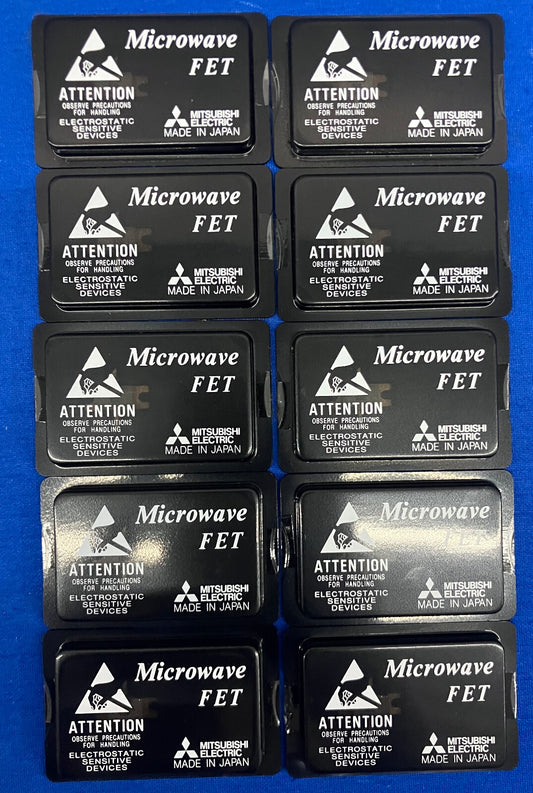 Microwave
FET
ATTENTION
OBSERVE PRECAUTIONS
FOR HANDLING
ELECTROSTATIC
SENSITIVE
DEVICES
MITSUBISHI
ELECTRIC
MADE IN JAPAN
Microwave
FET
ATTENTION
OBSERVE PRECAUTIONS
FOR HANDLING
ELECTROSTATIC
SENSITIVE
DEVICES
MITSUBISHI
ELECTRIC
MADE IN JAPAN
Microwave
FET
ATTENTION
OBSERVE PRECAUTIONS
FOR HANDLING
ELECTROSTATIC
SENSITIVE
DEVICES
MITSUBISHI
ELECTRIC
MADE IN JAPAN
Microwave
FET
ATTENTION
OBSERVE PRECAUTIONS
FOR HANDLING
ELECTROSTATIC
SENSITIVE
DEVICES
MITSUBISHI
ELECTRIC
MADE IN JAPAN
Microwave
FET
ATTENTION
OBSERVE PRECAUTIONS
FOR HANDLING
ELECTROSTATIC
SENSITIVE
DEVICES
MITSUBISHI
ELECTRIC
MADE IN JAPAN
Microwave
FET
ATTENTION
OBSERVE PRECAUTIONS
FOR HANDLING
ELECTROSTATIC
SENSITIVE
DEVICES
MITSUBISHI
ELECTRIC
MADE IN JAPAN
Microwave
FET
ATTENTION
OBSERVE PRECAUTIONS
FOR HANDLING
ELECTROSTATIC
SENSITIVE
DEVICES
MITSUBISHI
ELECTRIC
MADE IN JAPAN
Microwave
FET
ATTENTION
OBSERVE PRECAUTIONS
FOR HANDLING
ELECTROSTATIC
SENSITIVE
DEVICES
MITSUBISHI
ELECTRIC
MADE IN JAPAN
Microwave
FET
ATTENTION
OBSERVE PRECAUTIONS
FOR HANDLING
ELECTROSTATIC
SENSITIVE
DEVICES
MITSUBISHI
ELECTRIC
MADE IN JAPAN
Microwave
FET
ATTENTION
OBSERVE PRECAUTIONS
FOR HANDLING
ELECTROSTATIC
SENSITIVE
DEVICES
MITSUBISHI
ELECTRIC
MADE IN JAPAN